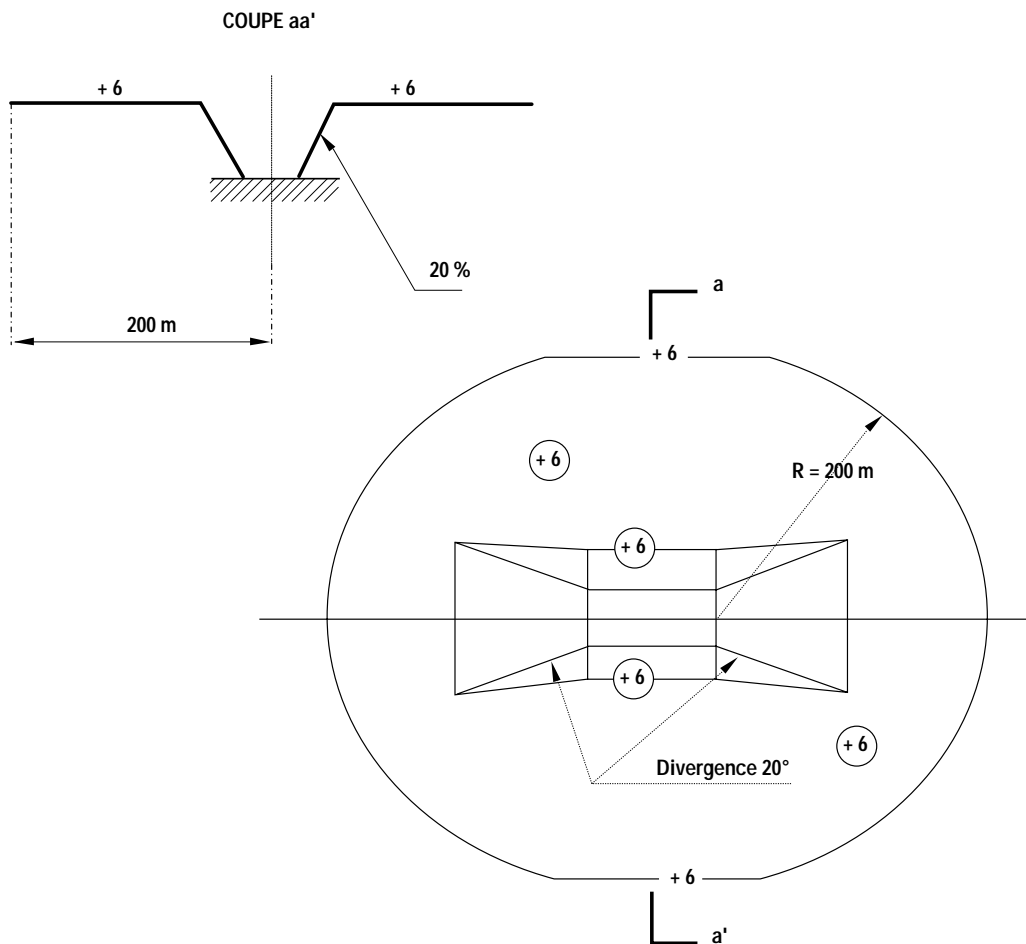 COUPE aa'
+ 6 + 6
20 %
200 m
a
+ 6
+ 6
R = 200 m
+ 6
+ 6
Divergence 20°
+ 6
+ 6
a'